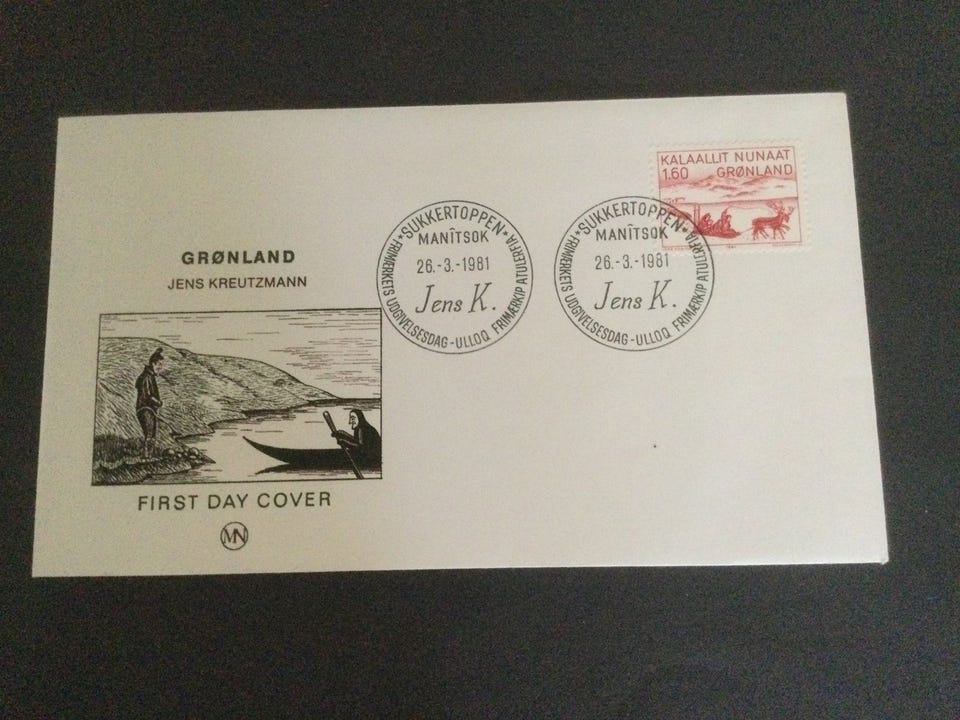 KALAALLIT NUNAAT
1.60 GRØNLAND
1981
★ SUKKERTOPPEN ★
MANÎTSOK
26.-3.-1981
Jens K.
FRIMÆRKETS UDGIVELSESDAG - ULLOQ FRIMÆRKIP ATULERFIA
★ SUKKERTOPPEN ★
MANÎTSOK
26.-3.-1981
Jens K.
FRIMÆRKETS UDGIVELSESDAG - ULLOQ FRIMÆRKIP ATULERFIA
GRØNLAND
JENS KREUTZMANN
FIRST DAY COVER
MN